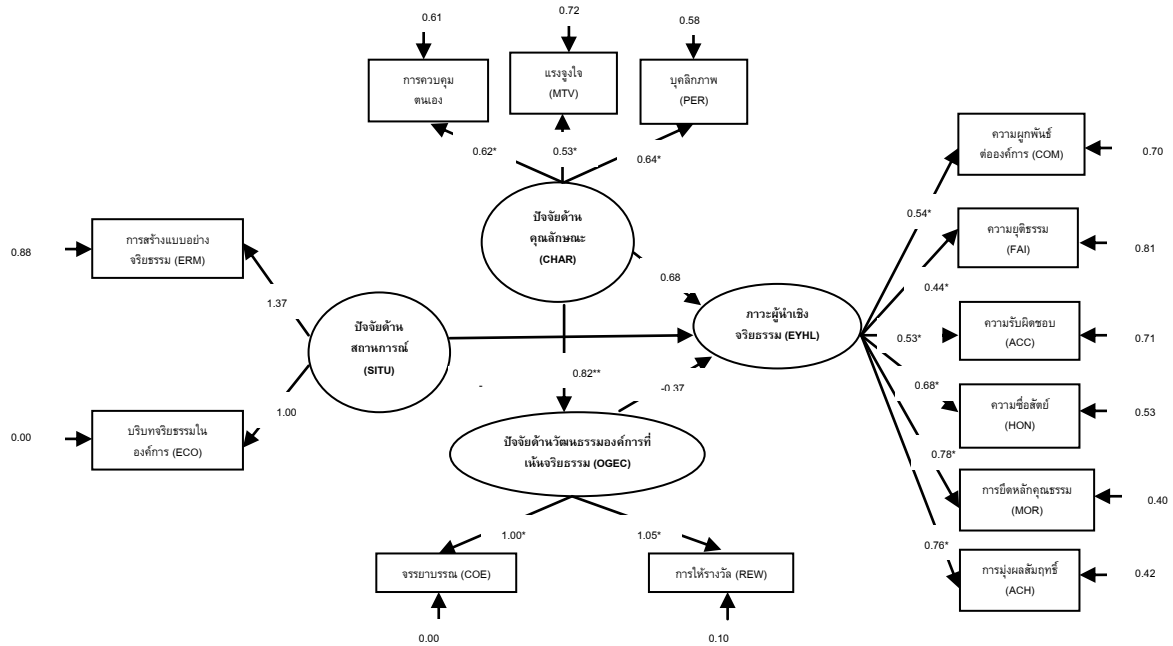 0.61
0.72
0.58
การควบคุม
ตนเอง
แรงจูงใจ
(MTV)
บุคลิกภาพ
(PER)
0.62*
0.53*
0.64*
ความผูกพันธ์
ต่อองค์การ (COM)
0.70
ปัจจัยด้าน
คุณลักษณะ
(CHAR)
0.54*
ความยุติธรรม
(FAI)
0.81
0.88
การสร้างแบบอย่าง
จริยธรรม (ERM)
1.37
0.68
0.44*
ปัจจัยด้าน
สถานการณ์
(SITU)
ภาวะผู้นำเชิง
จริยธรรม (EYHL)
0.53*
ความรับผิดชอบ
(ACC)
0.71
-
0.82**
-0.37
0.68*
ความซื่อสัตย์
(HON)
0.53
1.00
0.00
บริบทจริยธรรมใน
องค์การ (ECO)
ปัจจัยด้านวัฒนธรรมองค์การที่
เน้นจริยธรรม (OGEC)
0.78*
การยึดหลักคุณธรรม
(MOR)
0.40
1.00*
1.05*
0.76*
จรรยาบรรณ (COE)
การให้รางวัล (REW)
การมุ่งผลสัมฤทธิ์
(ACH)
0.42
0.00
0.10